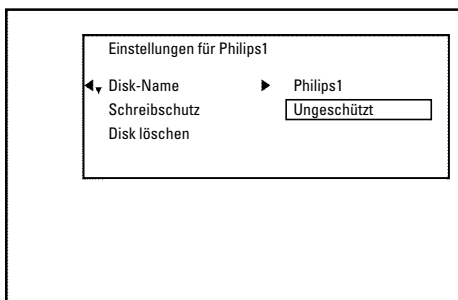 Einstellungen für Philips1
Disk-Name Philips1
Schreibschutz Ungeschützt
Disk löschen